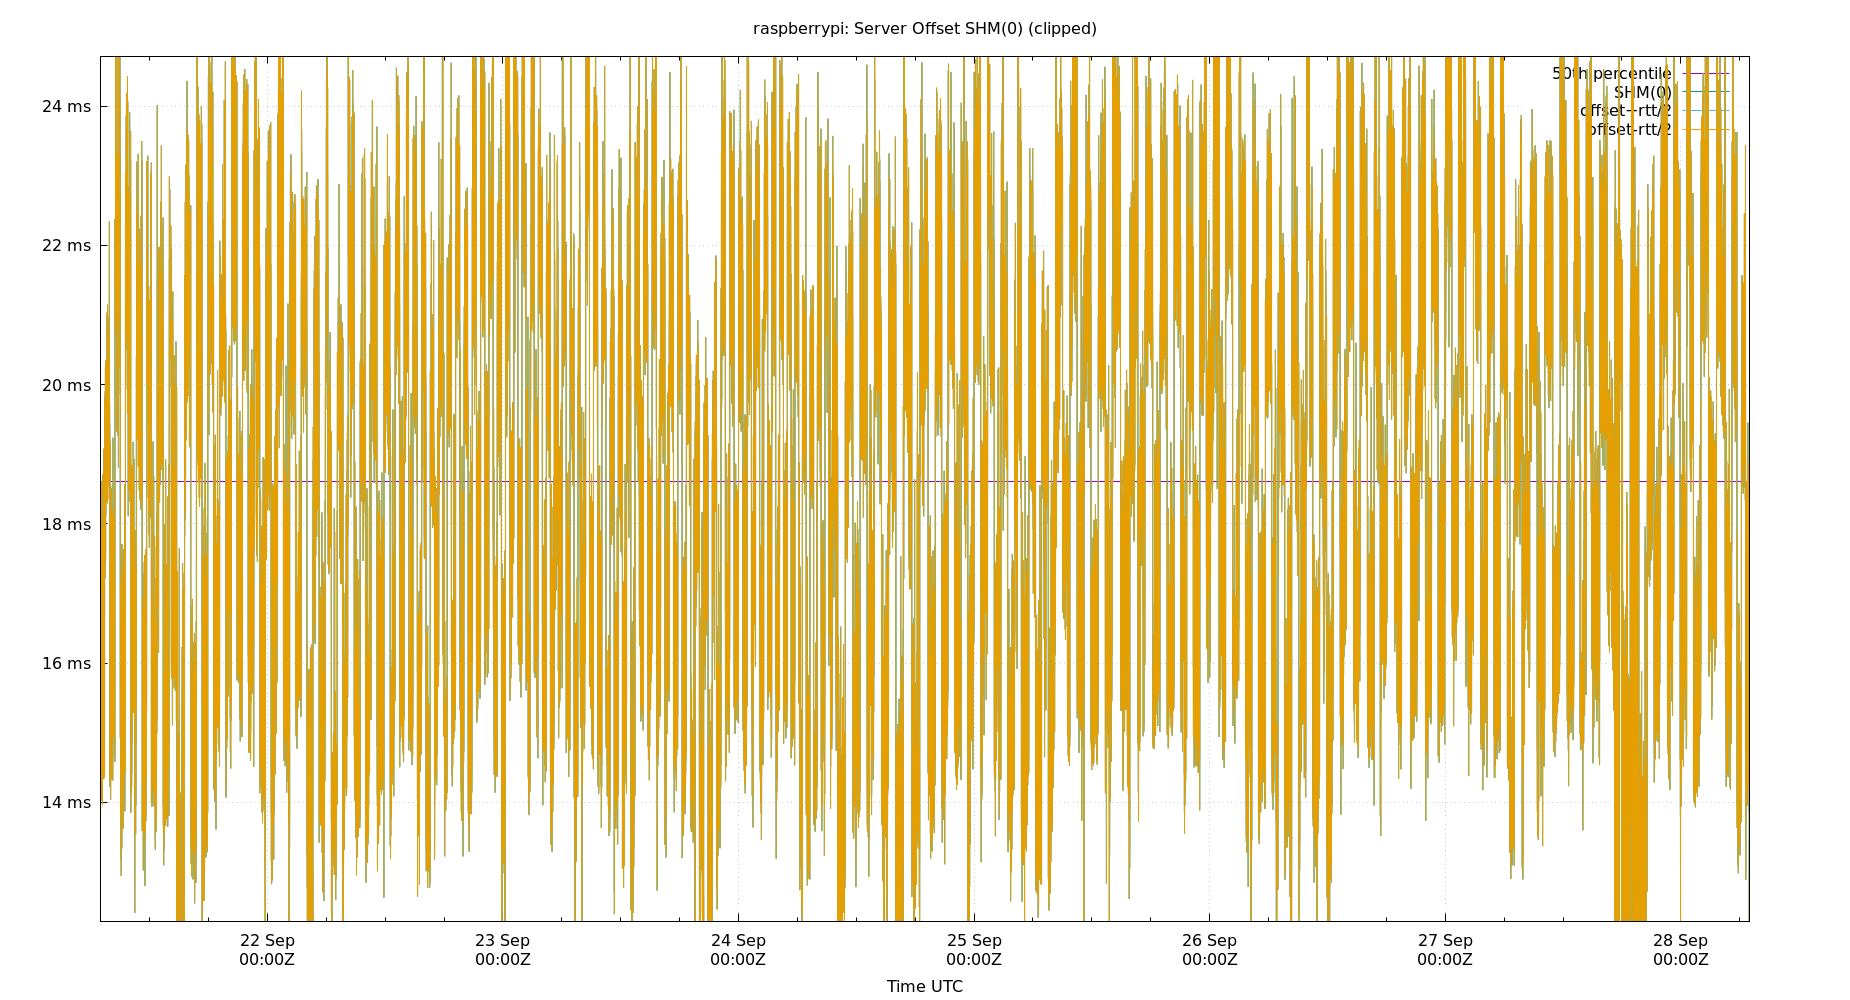 raspberrypi: Server Offset SHM(0) (clipped)
50th percentile
SHM(0)
offset--rtt/2
offset-rtt/2
24 ms
22 ms
20 ms
18 ms
16 ms
14 ms
22 Sep 23 Sep 24 Sep 25 Sep 26 Sep 27 Sep 28 Sep
00:00Z 00:00Z 00:00Z 00:00Z 00:00Z 00:00Z 00:00Z
Time UTC